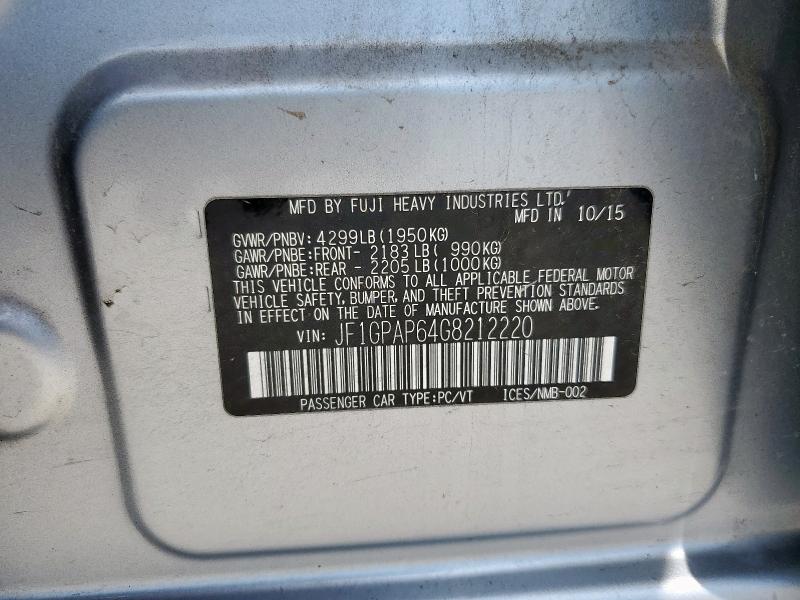 MFD BY FUJI HEAVY INDUSTRIES LTD.
MFD IN 10/15
GVWR/PNBV: 4299LB (1950KG)
GAWR/PNBE: FRONT- 2183 LB ( 990KG)
GAWR/PNBE: REAR - 2205 LB (1000KG)
THIS VEHICLE CONFORMS TO ALL APPLICABLE FEDERAL MOTOR
VEHICLE SAFETY, BUMPER, AND THEFT PREVENTION STANDARDS
IN EFFECT ON THE DATE OF MANUFACTURE SHOWN ABOVE.
VIN: JF1GPAP64G8212220
PASSENGER CAR TYPE:PC/VT ICES/NMB-002